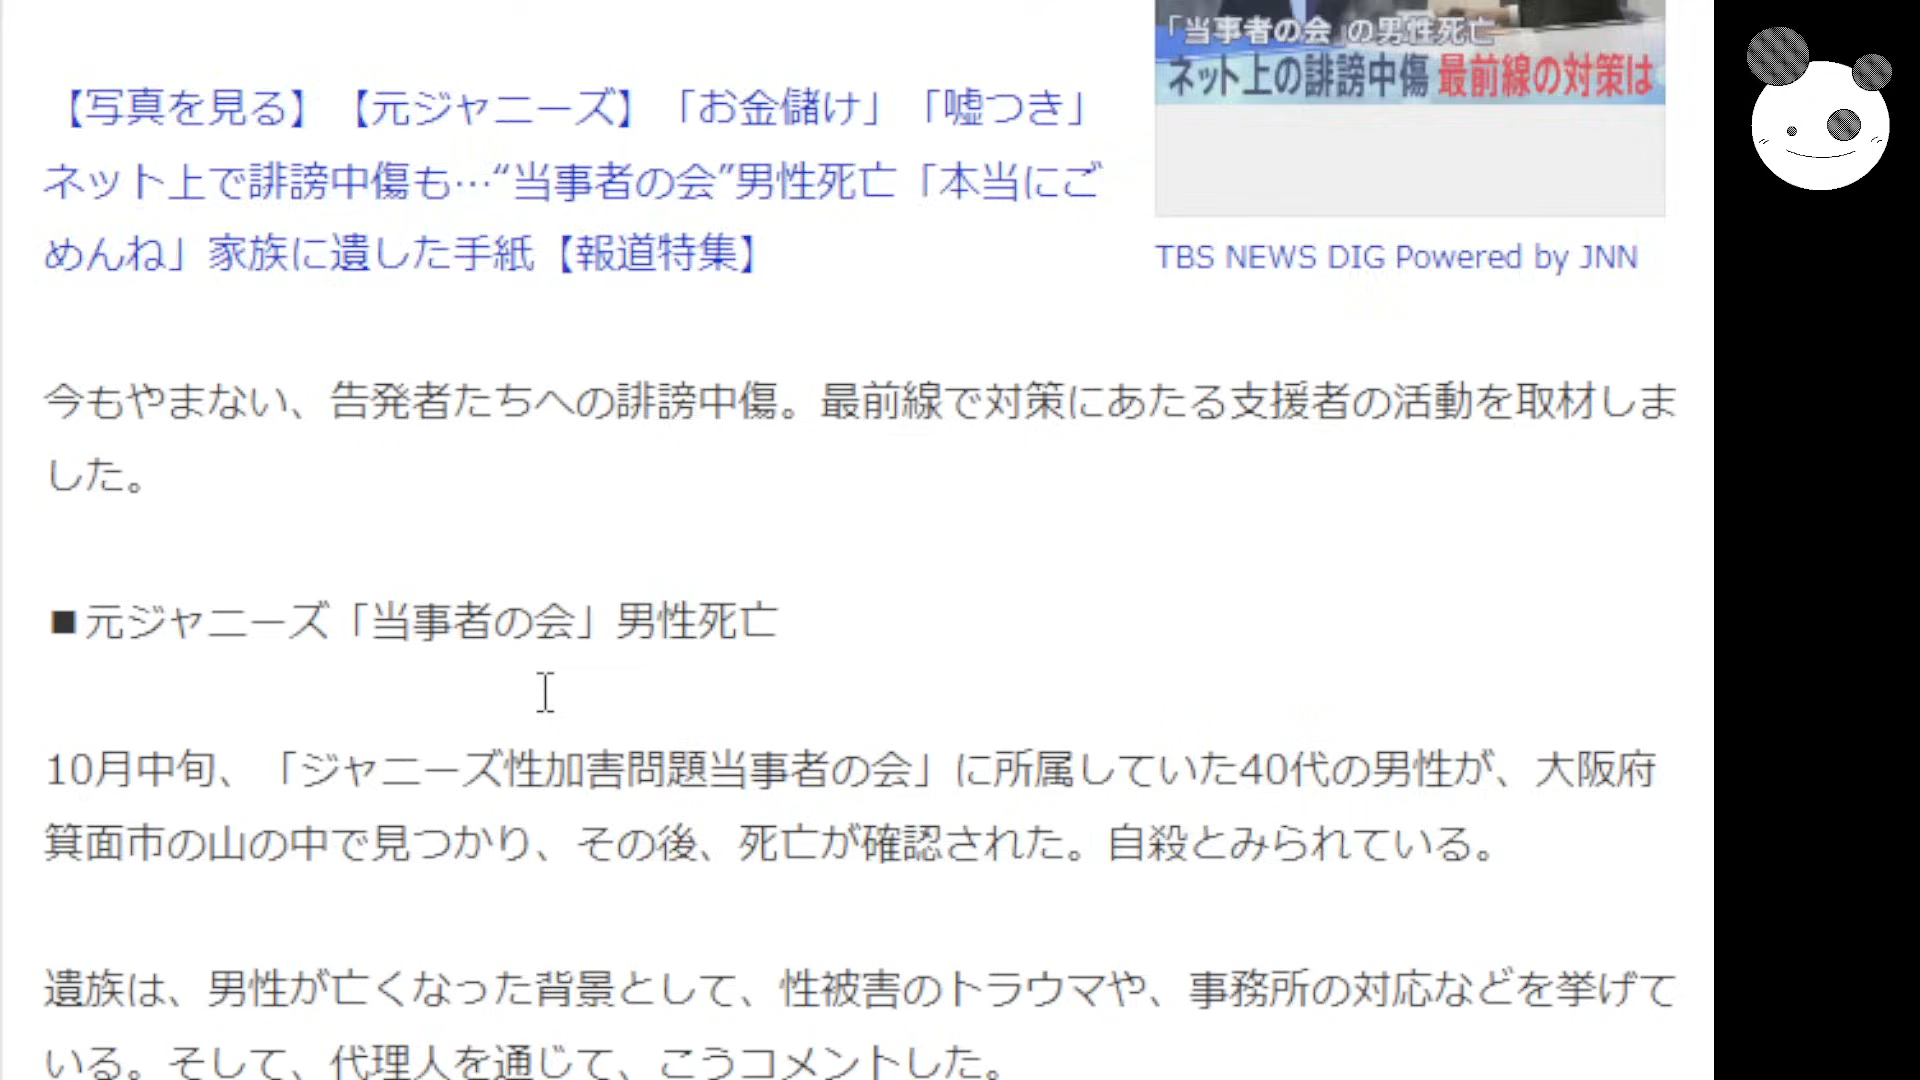 「当事者の会」の男性死亡
ネット上の誹謗中傷 最前線の対策は
【写真を見る】【元ジャニーズ】「お金儲け」「嘘つき」
ネット上で誹謗中傷も…“当事者の会”男性死亡「本当にご
めんね」家族に遺した手紙【報道特集】
TBS NEWS DIG Powered by JNN
今もやまない、告発者たちへの誹謗中傷。最前線で対策にあたる支援者の活動を取材しま
した。
■元ジャニーズ「当事者の会」男性死亡
10月中旬、「ジャニーズ性加害問題当事者の会」に所属していた40代の男性が、大阪府
箕面市の山の中で見つかり、その後、死亡が確認された。自殺とみられている。
遺族は、男性が亡くなった背景として、性被害のトラウマや、事務所の対応などを挙げて
いる。そして、代理人を通じて、こうコメントした。